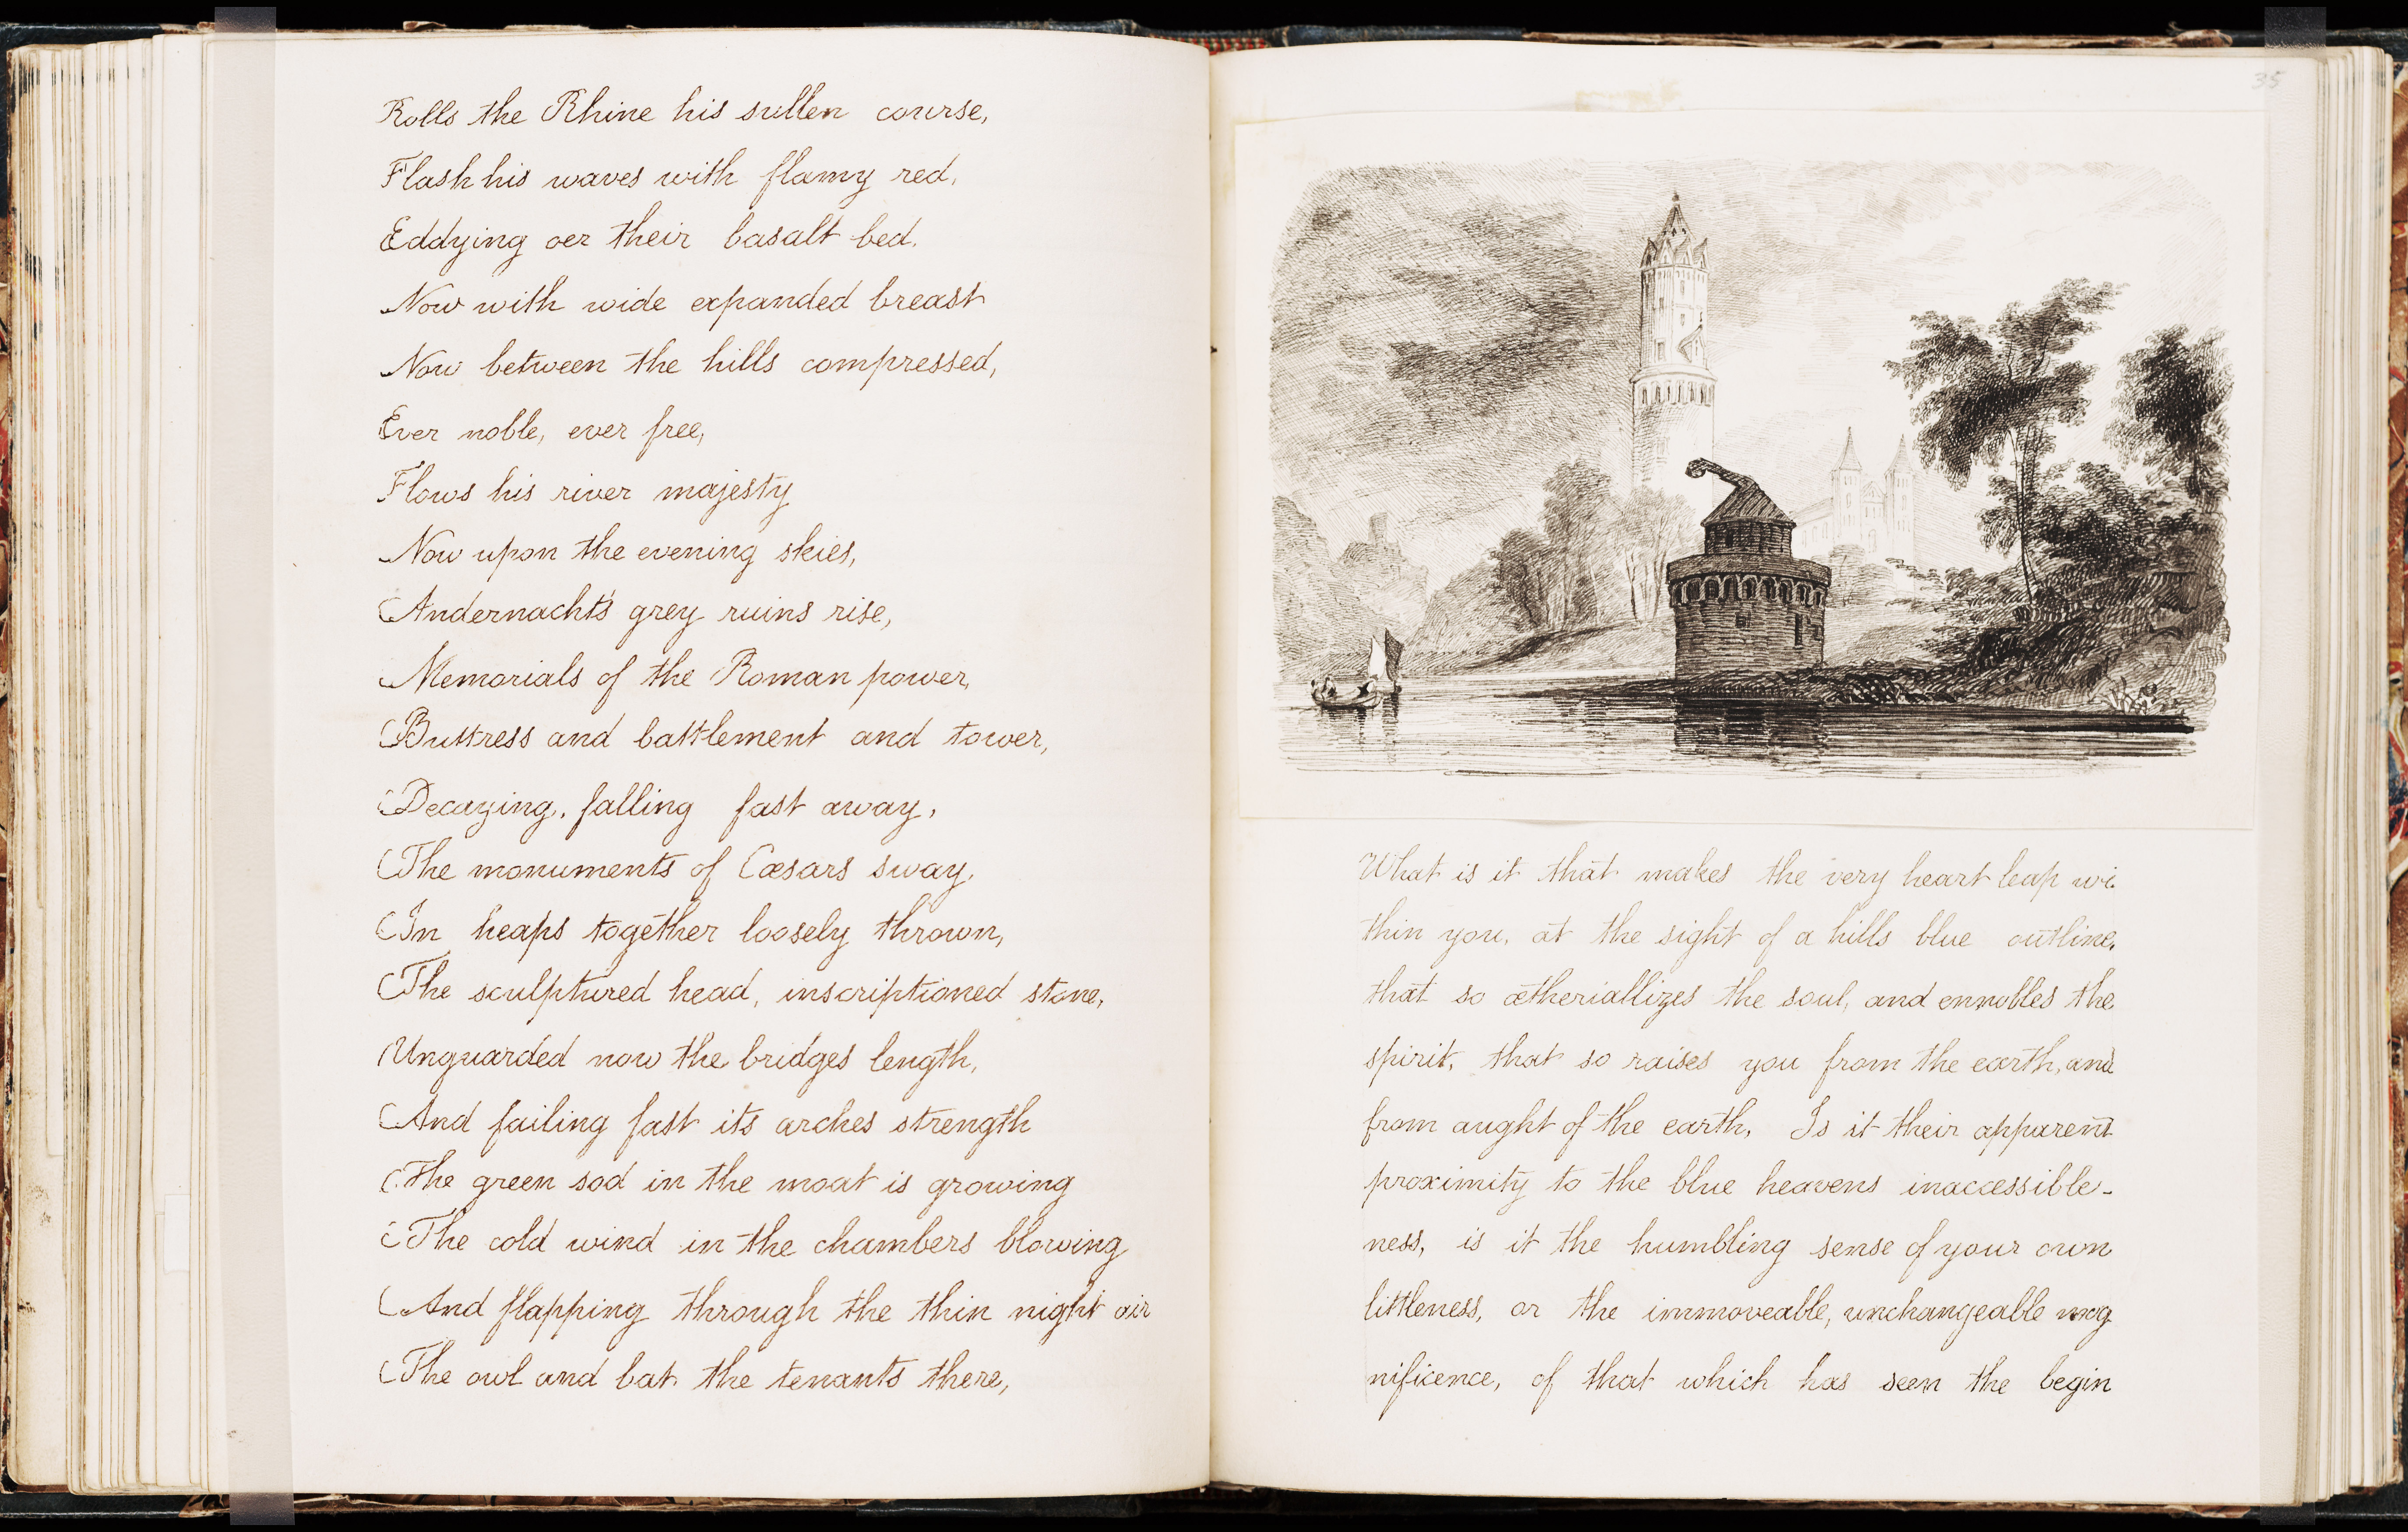 Rolls the Rhine his sullen course,
Flash his waves with flamy red,
Eddying oer their basalt bed.
Now with wide expanded breast
Now between the hills compressed,
Ever noble, ever free,
Flows his river majesty
Now upon the evening skies,
Andernacht's grey ruins rise,
Memorials of the Roman power,
Buttress and battlement and tower,
Decaying, falling fast away,
The monuments of Cæsars sway,
In heaps together loosely thrown,
The sculptured head, inscriptioned stone,
Unguarded now the bridges length,
And failing fast its arches strength
The green sod in the moat is growing
The cold wind in the chambers blowing
And flapping through the thin night air
The owl and bat the tenants there,
35
What is it that makes the very heart leap wi
thin you, at the sight of a hills blue outline,
that so ætheriallizes the soul, and ennobles the
spirit, that so raises you from the earth, and
from aught of the earth, Is it their apparent
proximity to the blue heavens inaccessible-
ness, is it the humbling sense of your own
littleness, or the immoveable, unchangeable mag
nificence, of that which has seen the begin